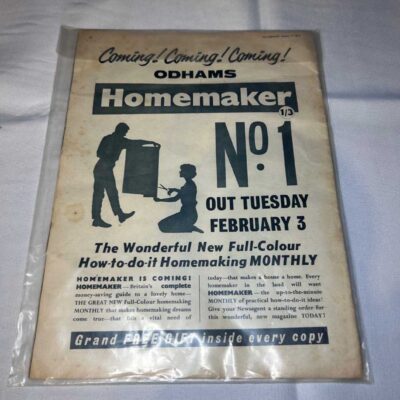 Coming! Coming! Coming!
ODHAMS
Homemaker
1/3
No. 1
OUT TUESDAY
FEBRUARY 3
The Wonderful New Full-Colour
How-to-do-it Homemaking MONTHLY
HOMEMAKER IS COMING!
HOMEMAKER—Britain's complete
money-saving guide to a lovely home—
THE GREAT NEW Full-Colour homemaking
MONTHLY that makes homemaking dreams
come true—that fills a vital need of
today—that makes a house a home. Every
homemaker in the land will want
HOMEMAKER — the up-to-the-minute
MONTHLY of practical how-to-do-it ideas!
Give your Newsagent a standing order for
this wonderful, new magazine TODAY!
Grand FREE GIFT inside every copy